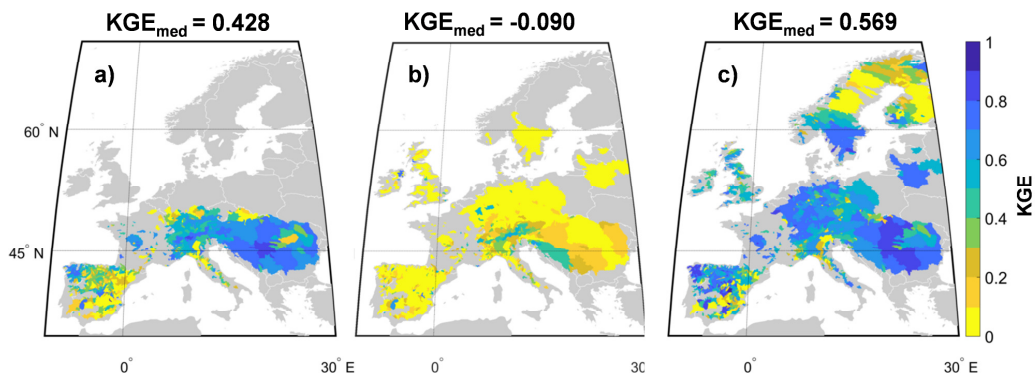 KGEmed = 0.428
KGEmed = -0.090
KGEmed = 0.569
a)
b)
c)
1
0.8
0.6
0.4
0.2
0
KGE
60° N
45° N
0°
30° E
0°
30
0°
30° E